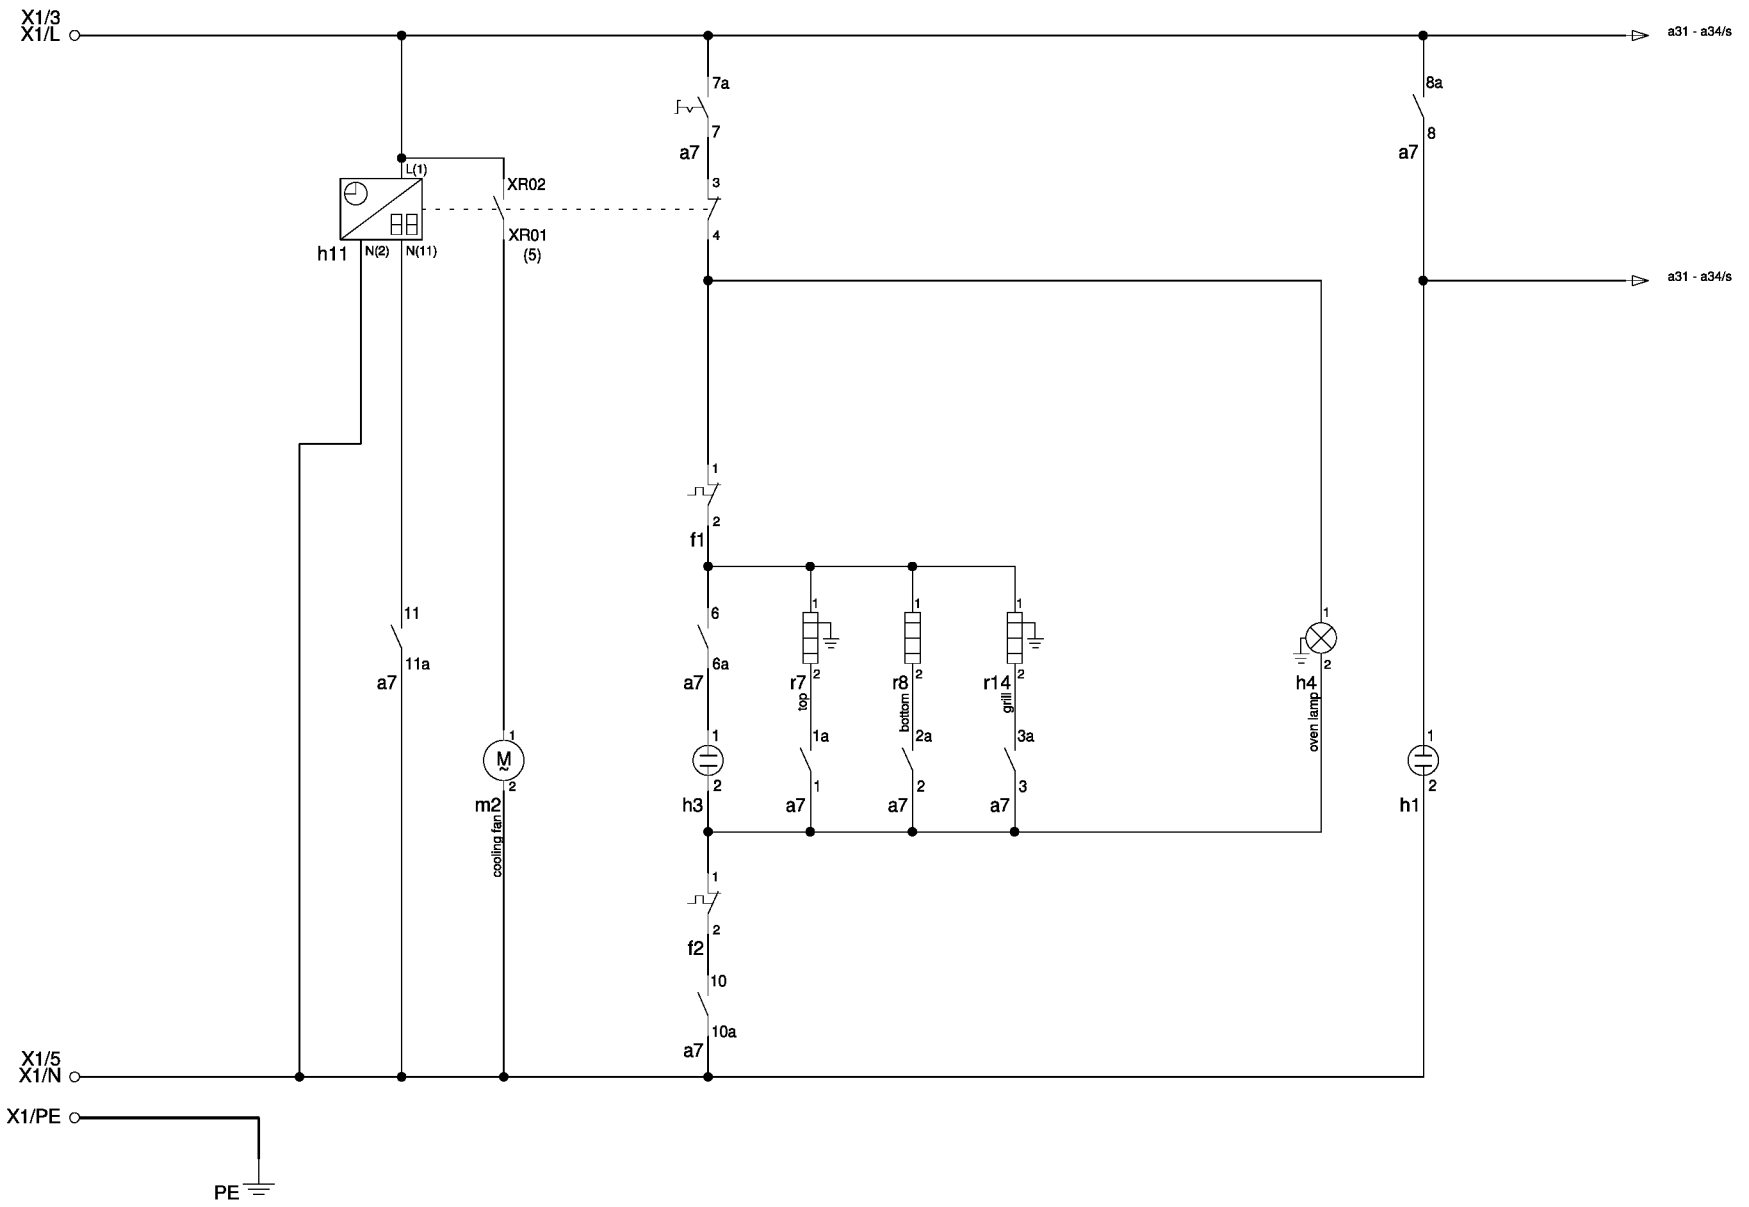 X1/3
X1/L
a31 - a34/s
7a
7
a7
8a
8
a7
L(1)
XR02
3
XR01
(5)
4
h11
N(2)
N(11)
a31 - a34/s
1
2
f1
11
11a
a7
6
6a
a7
1
2
r7
top
1
2
r8
bottom
1
2
r14
grill
1
2
h4
oven lamp
1a
1
a7
2a
2
a7
3a
3
a7
1
M
~
2
m2
cooling fan
1
2
h3
1
2
h1
1
2
f2
10
10a
a7
X1/5
X1/N
X1/PE
PE